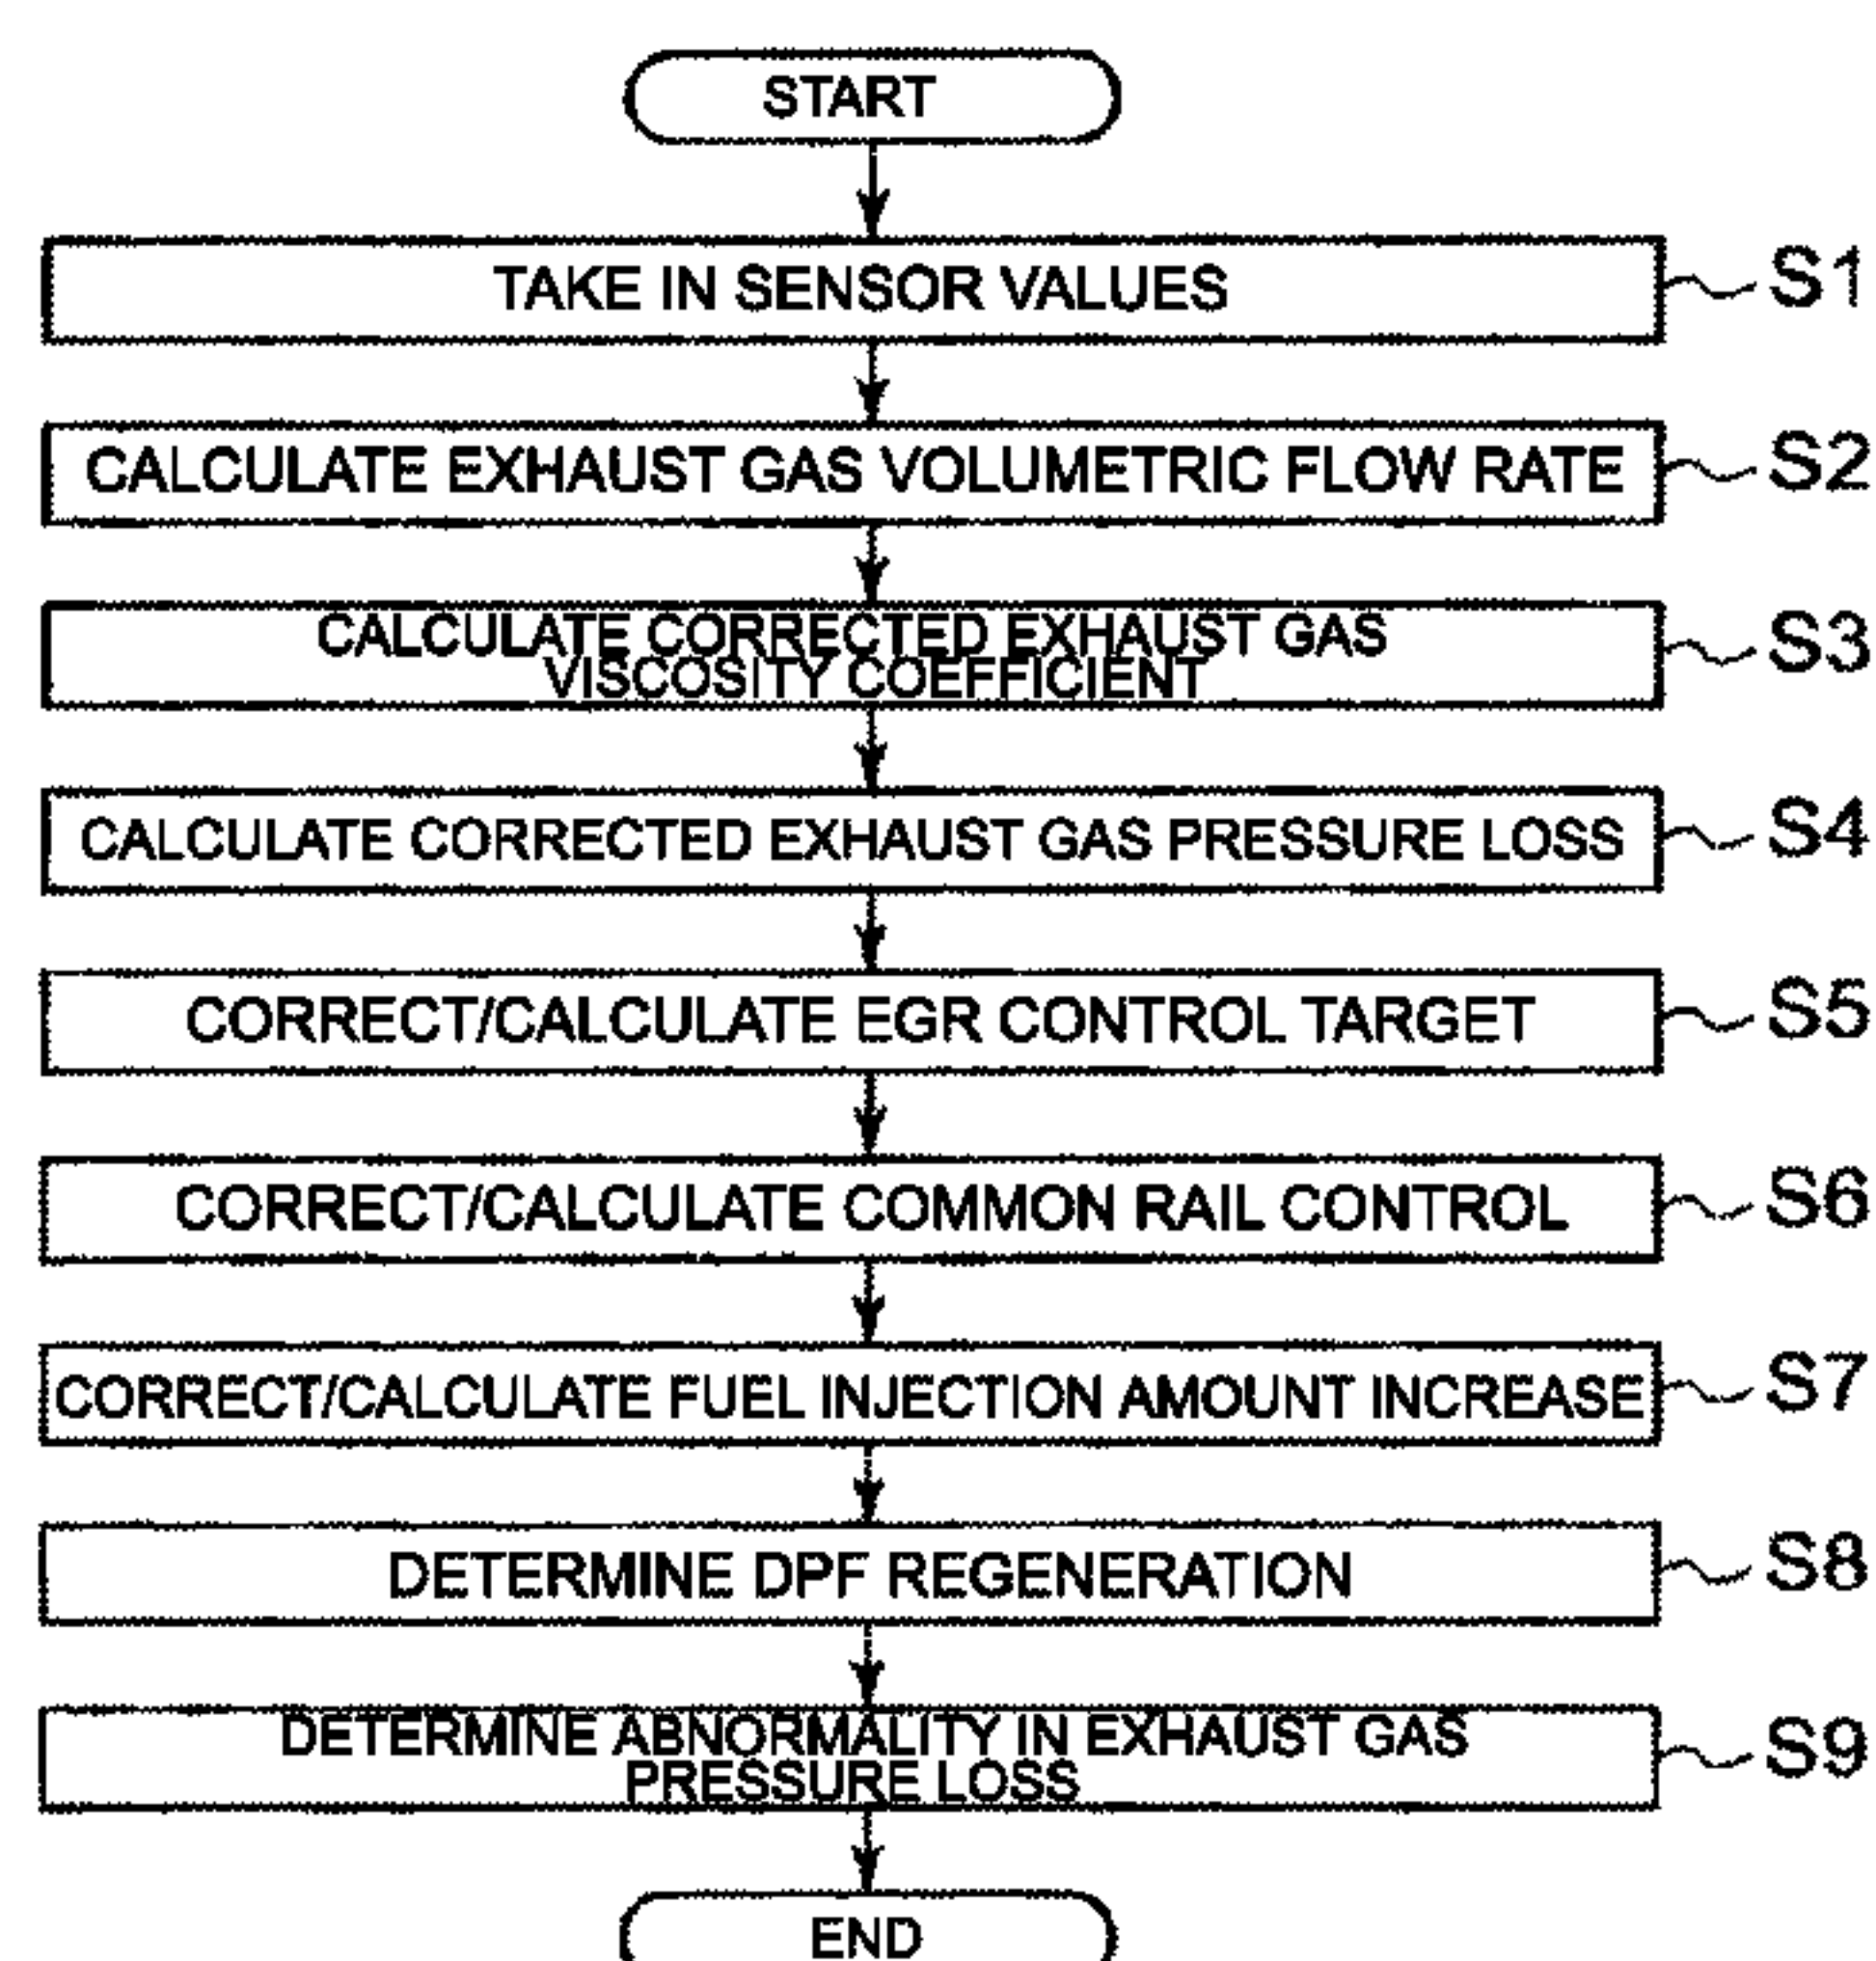 START
TAKE IN SENSOR VALUES
S1
CALCULATE EXHAUST GAS VOLUMETRIC FLOW RATE
S2
CALCULATE CORRECTED EXHAUST GAS
VISCOSITY COEFFICIENT
S3
CALCULATE CORRECTED EXHAUST GAS PRESSURE LOSS
S4
CORRECT/CALCULATE EGR CONTROL TARGET
S5
CORRECT/CALCULATE COMMON RAIL CONTROL
S6
CORRECT/CALCULATE FUEL INJECTION AMOUNT INCREASE
S7
DETERMINE DPF REGENERATION
S8
DETERMINE ABNORMALITY IN EXHAUST GAS
PRESSURE LOSS
S9
END